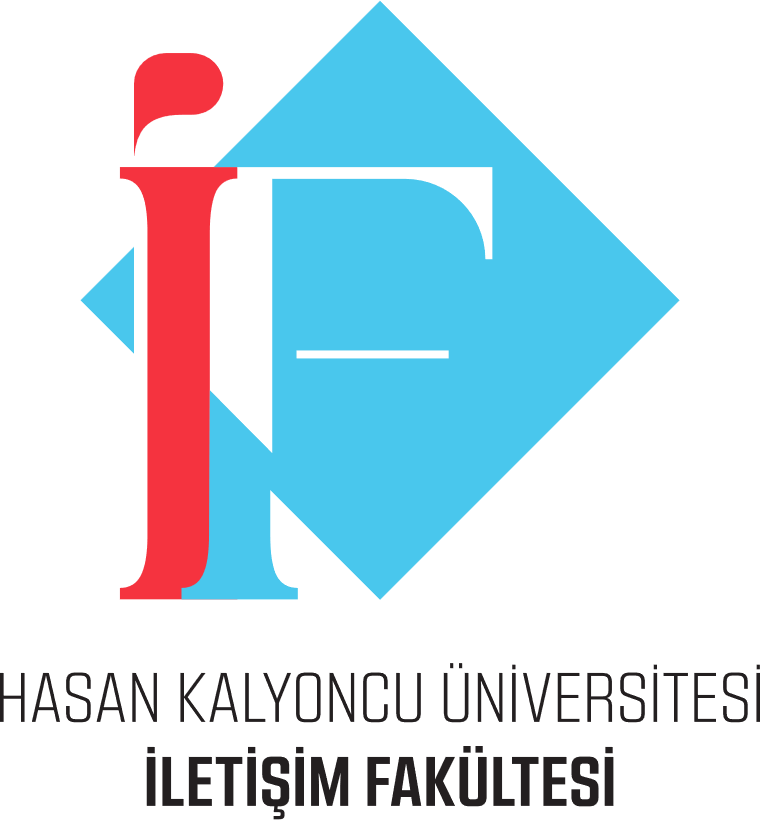 İF
HASAN KALYONCU ÜNİVERSİTESİ
İLETİŞİM FAKÜLTESİ